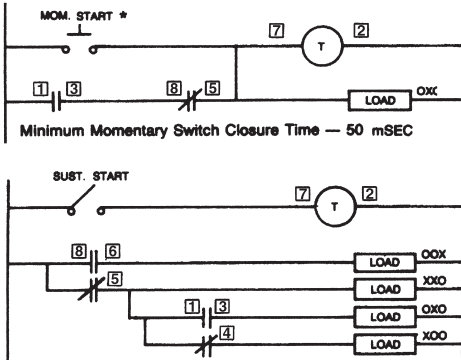 MOM. START *
7 T 2
1 3 8 5 LOAD OX(
Minimum Momentary Switch Closure Time — 50 mSEC
SUST. START
7 T 2
8 6 LOAD OOX
5 LOAD XXO
1 3 LOAD OXO
4 LOAD XOO